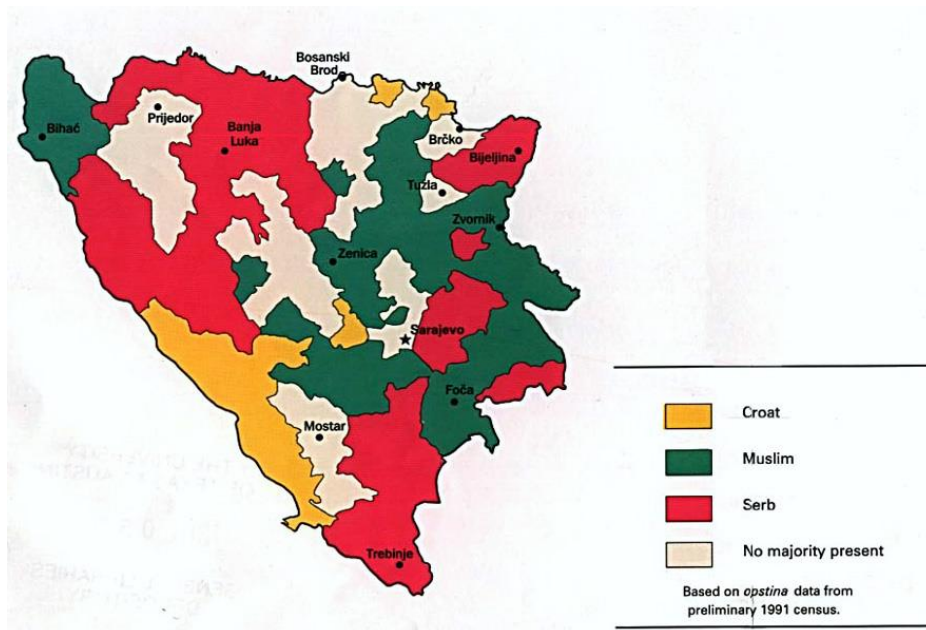 Bosanski
Brod
Bihać
Prijedor
Banja
Luka
Brčko
Bijeljina
Tuzla
Zvornik
Zenica
Sarajevo
Foča
Mostar
Trebinje
Croat
Muslim
Serb
No majority present
Based on opstina data from
preliminary 1991 census.